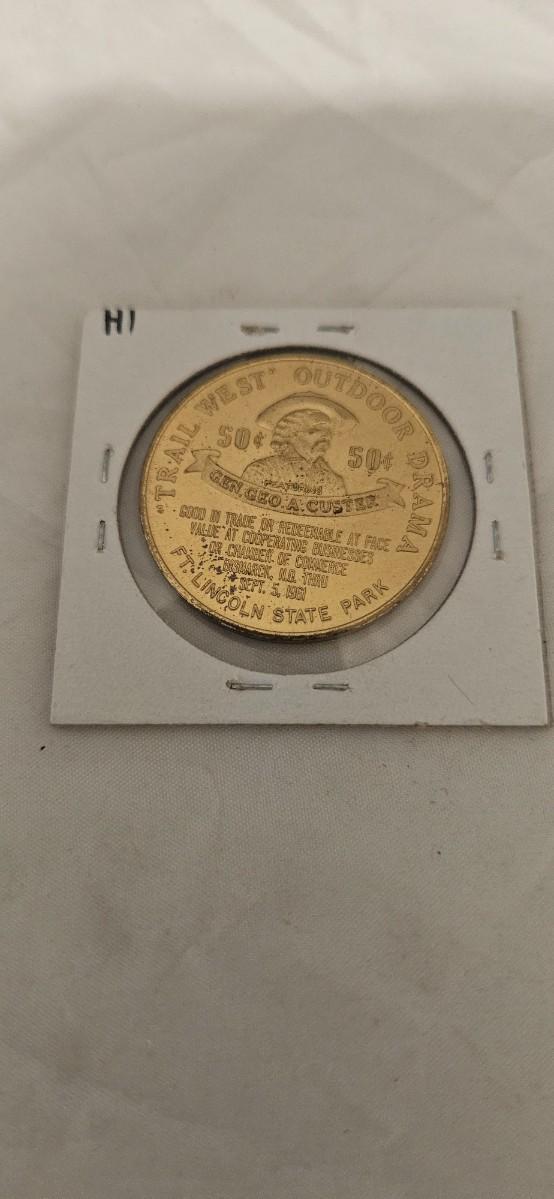 H1
"TRAIL WEST" OUTDOOR DRAMA
50¢ 50¢
FEATURING
GEN. GEO. A. CUSTER
GOOD IN TRADE OR REDEEMABLE AT FACE
VALUE AT COOPERATING BUSINESSES
OR CHAMBER OF COMMERCE
BISMARCK, N.D. THRU
SEPT. 5, 1961
FT. LINCOLN STATE PARK